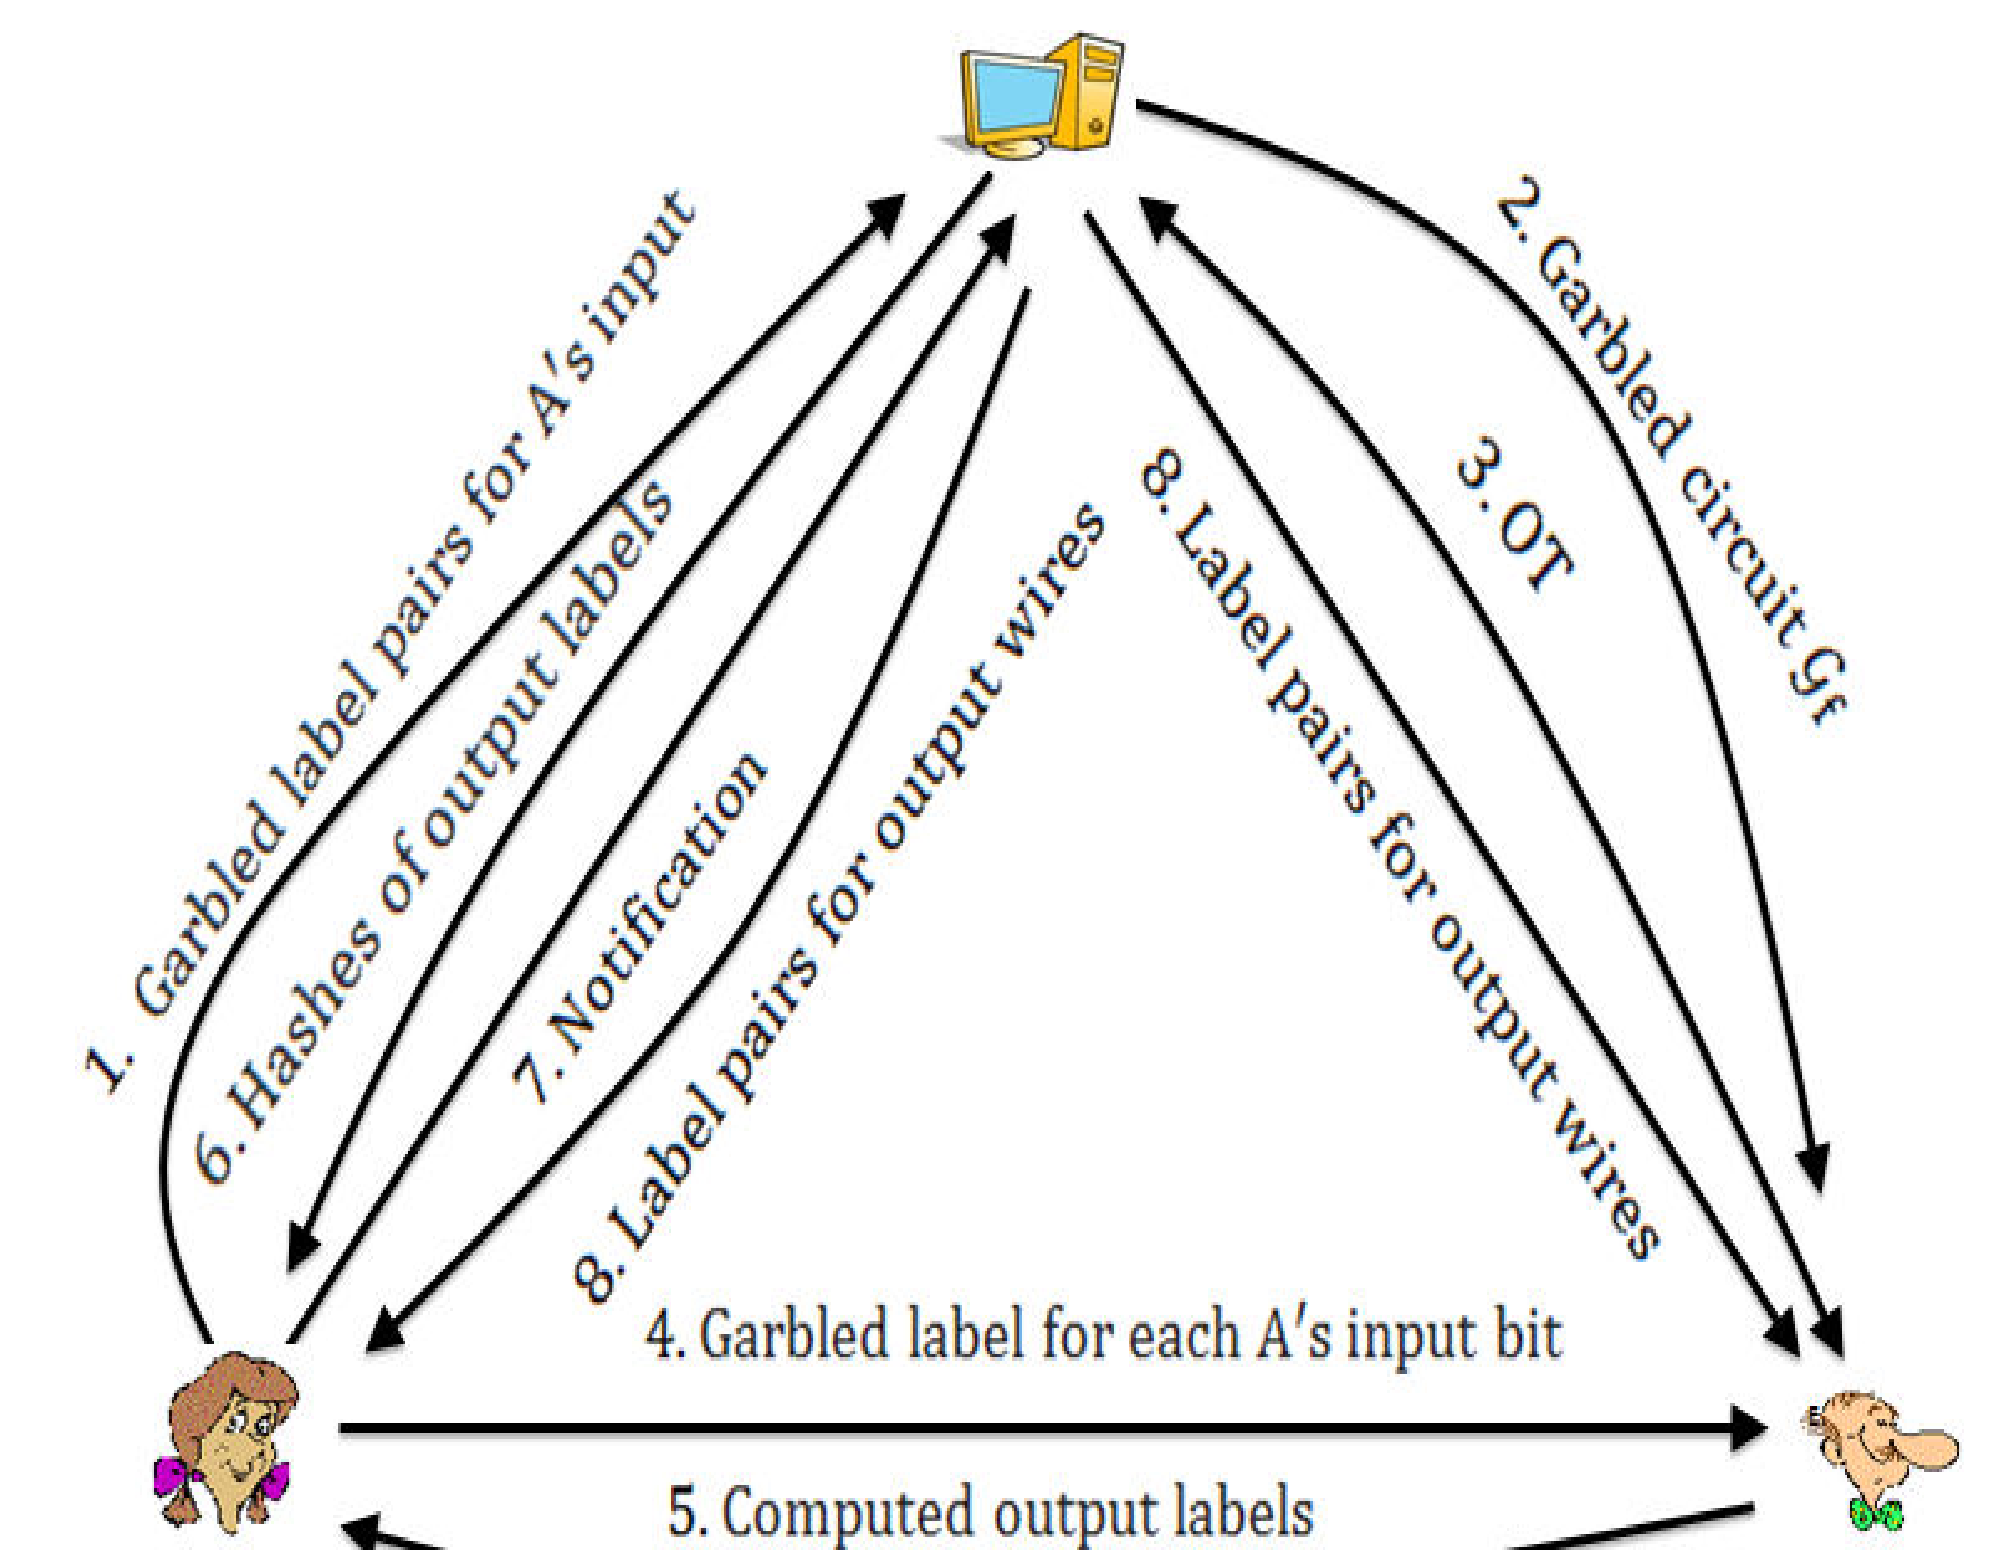 1. Garbled label pairs for A's input
2. Garbled circuit Gf
3. OT
6. Hashes of output labels
7. Notification
8. Label pairs for output wires
8. Label pairs for output wires
4. Garbled label for each A's input bit
5. Computed output labels